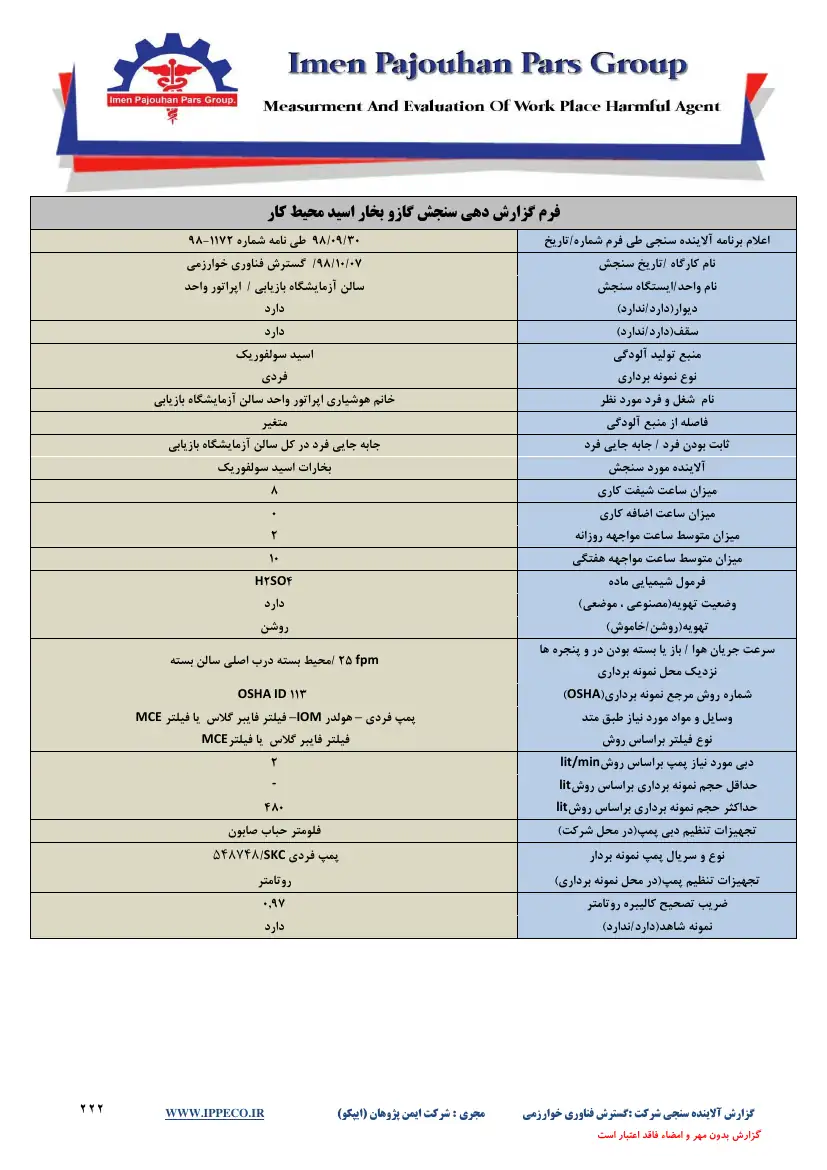 Imen Pajouhan Pars Group
Imen Pajouhan Pars Group.
Measurment And Evaluation Of Work Place Harmful Agent
فرم گزارش دهی سنجش گازو بخار اسید محیط کار
اعلام برنامه آلاینده سنجی طی فرم شماره/تاریخ ۹۸/۰۹/۳۰ طی نامه شماره ۱۱۷۲-۹۸
نام کارگاه /تاریخ سنجش ۹۸/۱۰/۰۷/ گسترش فناوری خوارزمی
نام واحد/ایستگاه سنجش سالن آزمایشگاه بازیابی / اپراتور واحد
دیوار(دارد/ندارد) دارد
سقف(دارد/ندارد) دارد
منبع تولید آلودگی اسید سولفوریک
نوع نمونه برداری فردی
نام شغل و فرد مورد نظر خانم هوشیاری اپراتور واحد سالن آزمایشگاه بازیابی
فاصله از منبع آلودگی متغیر
ثابت بودن فرد / جابه جایی فرد جابه جایی فرد در کل سالن آزمایشگاه بازیابی
آلاینده مورد سنجش بخارات اسید سولفوریک
میزان ساعت شیفت کاری ۸
میزان ساعت اضافه کاری ۰
میزان متوسط ساعت مواجهه روزانه ۲
میزان متوسط ساعت مواجهه هفتگی ۱۰
فرمول شیمیایی ماده H۲SO۴
وضعیت تهویه(مصنوعی ، موضعی) دارد
تهویه(روشن/خاموش) روشن
سرعت جریان هوا / باز یا بسته بودن در و پنجره ها
نزدیک محل نمونه برداری ۲۵ fpm /محیط بسته درب اصلی سالن بسته
شماره روش مرجع نمونه برداری(OSHA) OSHA ID ۱۱۳
وسایل و مواد مورد نیاز طبق متد پمپ فردی – هولدر IOM– فیلتر فایبر گلاس یا فیلتر MCE
نوع فیلتر براساس روش فیلتر فایبر گلاس یا فیلترMCE
دبی مورد نیاز پمپ براساس روشlit/min ۲
حداقل حجم نمونه برداری براساس روشlit -
حداکثر حجم نمونه برداری براساس روشlit ۴۸۰
تجهیزات تنظیم دبی پمپ(در محل شرکت) فلومتر حباب صابون
نوع و سریال پمپ نمونه بردار پمپ فردی SKC/۵۴۸۷۴۸
تجهیزات تنظیم پمپ(در محل نمونه برداری) روتامتر
ضریب تصحیح کالیبره روتامتر ۰,۹۷
نمونه شاهد(دارد/ندارد) دارد
گزارش آلاینده سنجی شرکت :گسترش فناوری خوارزمی مجری : شرکت ایمن پژوهان (ایپکو) WWW.IPPECO.IR ۲۲۲
گزارش بدون مهر و امضاء فاقد اعتبار است